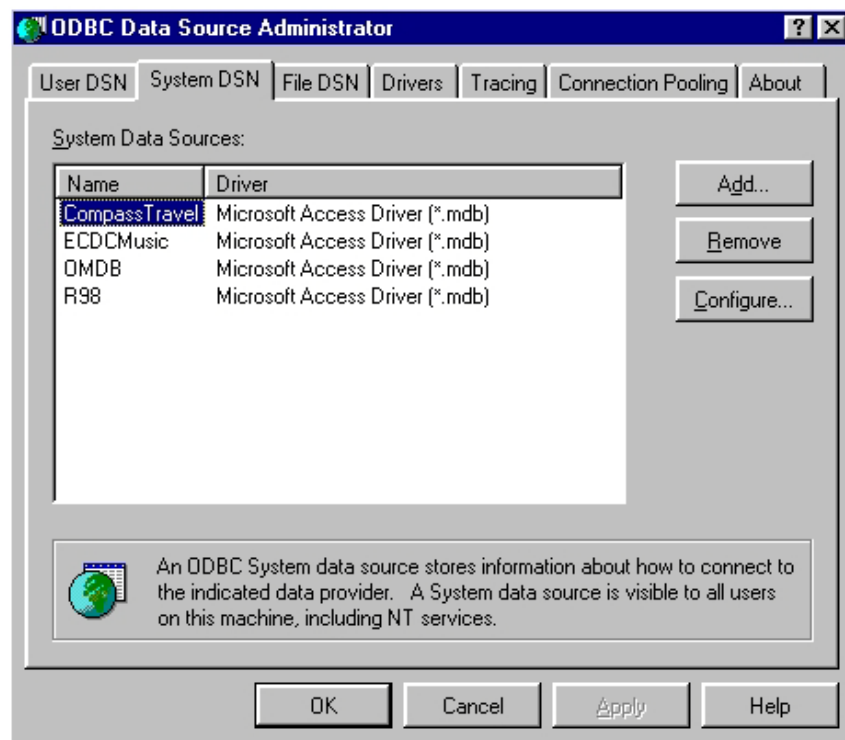 ODBC Data Source Administrator
User DSN System DSN File DSN Drivers Tracing Connection Pooling About
System Data Sources:
Name Driver
CompassTravel Microsoft Access Driver (*.mdb)
ECDCMusic Microsoft Access Driver (*.mdb)
OMDB Microsoft Access Driver (*.mdb)
R98 Microsoft Access Driver (*.mdb)
Add...
Remove
Configure...
An ODBC System data source stores information about how to connect to
the indicated data provider. A System data source is visible to all users
on this machine, including NT services.
OK Cancel Apply Help